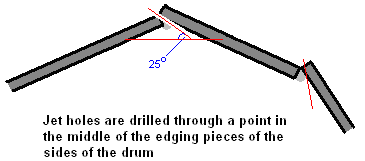 25°
Jet holes are drilled through a point in
the middle of the edging pieces of the
sides of the drum